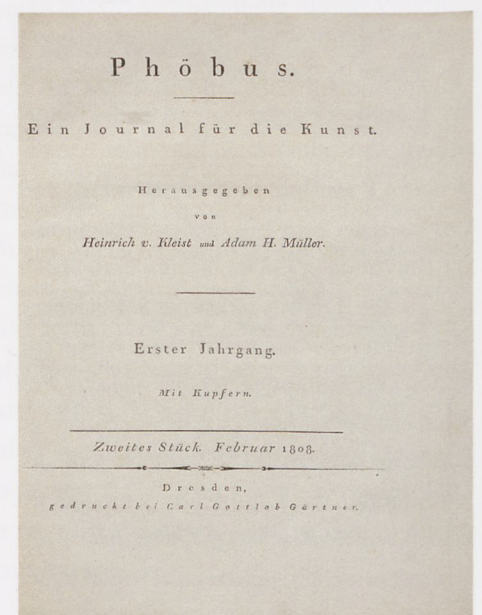 Phöbus.
Ein Journal für die Kunst.
Herausgegeben
von
Heinrich v. Kleist und Adam H. Müller.
Erster Jahrgang.
Mit Kupfern.
Zweites Stück. Februar 1808.
Dresden,
gedruckt bei Carl Gottlob Gärtner.